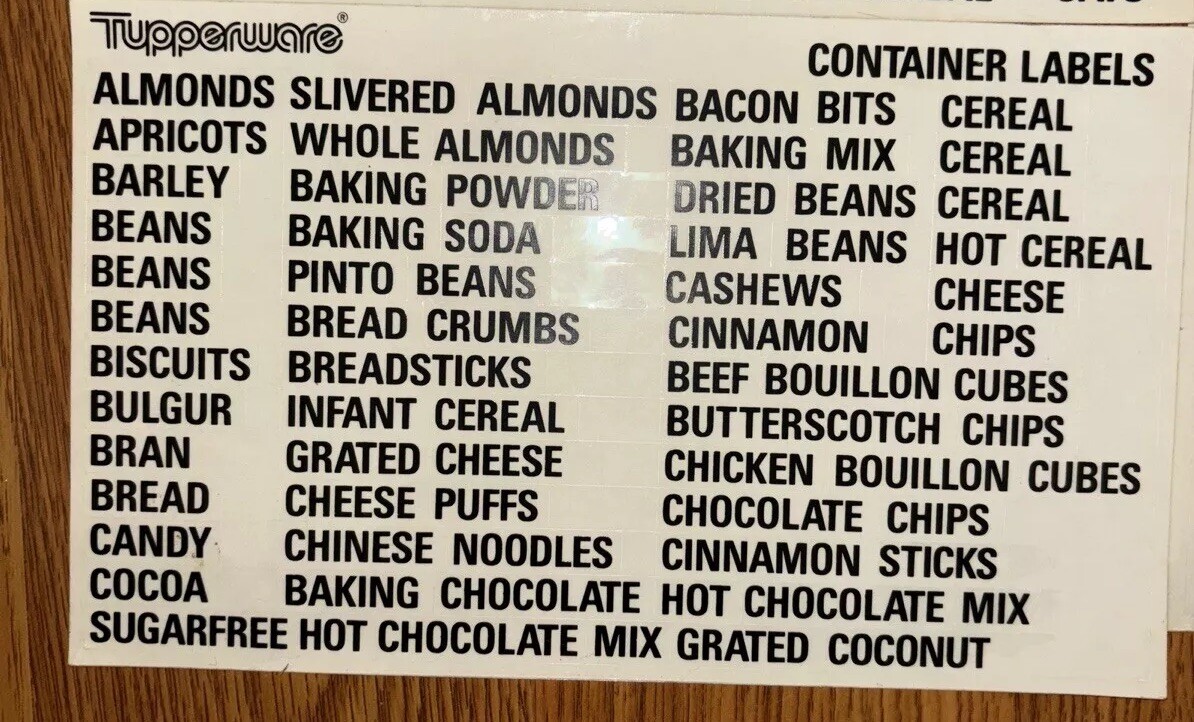 Tupperware®
CONTAINER LABELS
ALMONDS SLIVERED ALMONDS BACON BITS CEREAL
APRICOTS WHOLE ALMONDS BAKING MIX CEREAL
BARLEY BAKING POWDER DRIED BEANS CEREAL
BEANS BAKING SODA LIMA BEANS HOT CEREAL
BEANS PINTO BEANS CASHEWS CHEESE
BEANS BREAD CRUMBS CINNAMON CHIPS
BISCUITS BREADSTICKS BEEF BOUILLON CUBES
BULGUR INFANT CEREAL BUTTERSCOTCH CHIPS
BRAN GRATED CHEESE CHICKEN BOUILLON CUBES
BREAD CHEESE PUFFS CHOCOLATE CHIPS
CANDY CHINESE NOODLES CINNAMON STICKS
COCOA BAKING CHOCOLATE HOT CHOCOLATE MIX
SUGARFREE HOT CHOCOLATE MIX GRATED COCONUT